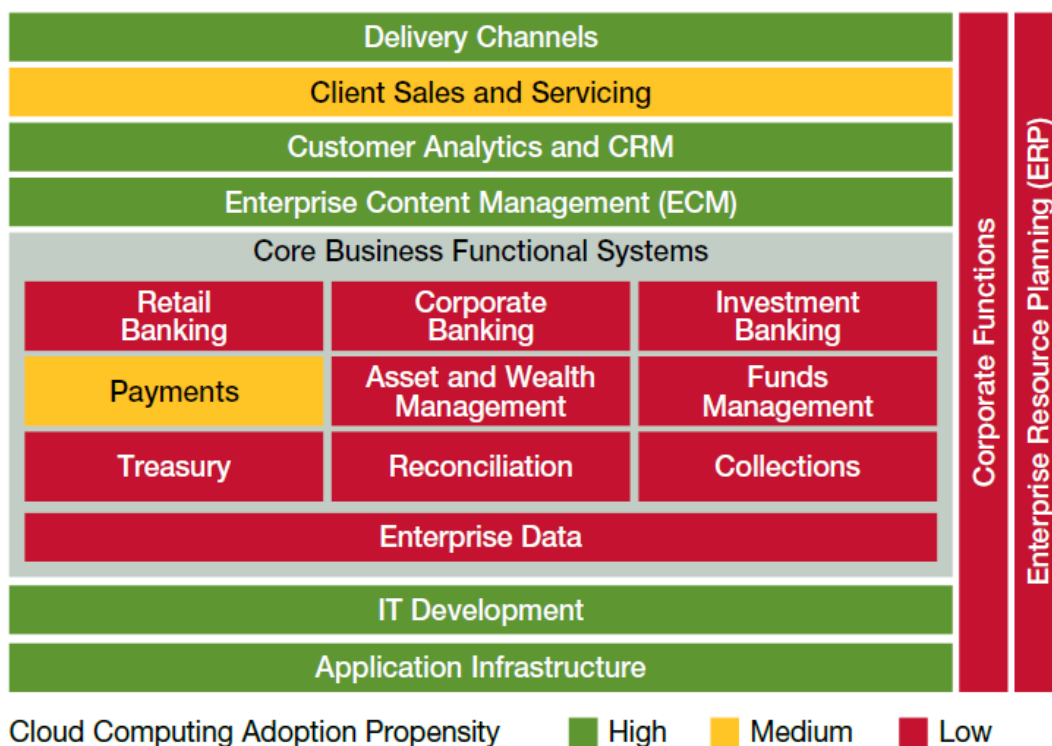 Delivery Channels
Client Sales and Servicing
Customer Analytics and CRM
Enterprise Content Management (ECM)
Core Business Functional Systems
Retail
Banking
Corporate
Banking
Investment
Banking
Payments
Asset and Wealth
Management
Funds
Management
Treasury
Reconciliation
Collections
Enterprise Data
IT Development
Application Infrastructure
Corporate Functions
Enterprise Resource Planning (ERP)
Cloud Computing Adoption Propensity
High
Medium
Low